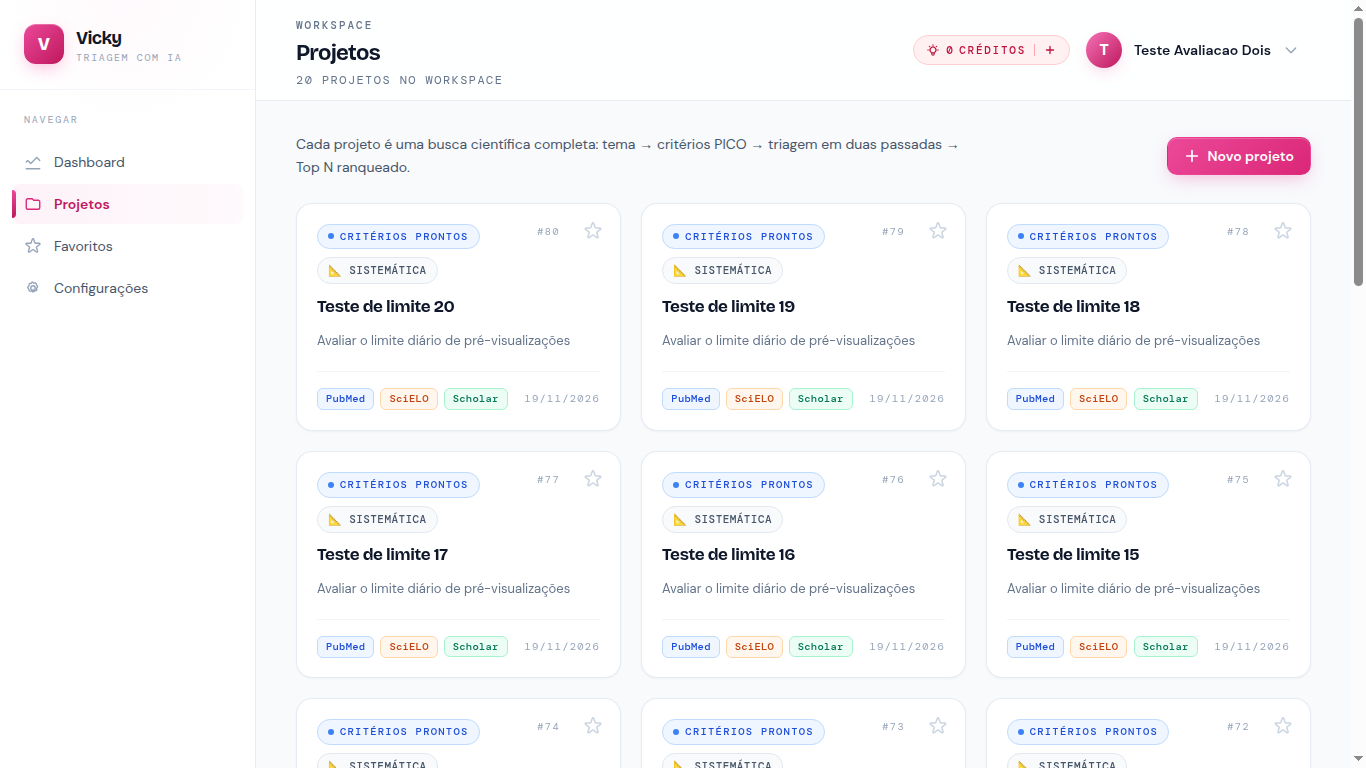 V
Vicky
TRIAGEM COM IA
NAVEGAR
Dashboard
Projetos
Favoritos
Configurações
WORKSPACE
Projetos
20 PROJETOS NO WORKSPACE
0 CRÉDITOS | +
T
Teste Avaliacao Dois
Cada projeto é uma busca científica completa: tema → critérios PICO → triagem em duas passadas →
Top N ranqueado.
+ Novo projeto
CRITÉRIOS PRONTOS
#80
📐 SISTEMÁTICA
Teste de limite 20
Avaliar o limite diário de pré-visualizações
PubMed SciELO Scholar 19/11/2026
CRITÉRIOS PRONTOS
#79
📐 SISTEMÁTICA
Teste de limite 19
Avaliar o limite diário de pré-visualizações
PubMed SciELO Scholar 19/11/2026
CRITÉRIOS PRONTOS
#78
📐 SISTEMÁTICA
Teste de limite 18
Avaliar o limite diário de pré-visualizações
PubMed SciELO Scholar 19/11/2026
CRITÉRIOS PRONTOS
#77
📐 SISTEMÁTICA
Teste de limite 17
Avaliar o limite diário de pré-visualizações
PubMed SciELO Scholar 19/11/2026
CRITÉRIOS PRONTOS
#76
📐 SISTEMÁTICA
Teste de limite 16
Avaliar o limite diário de pré-visualizações
PubMed SciELO Scholar 19/11/2026
CRITÉRIOS PRONTOS
#75
📐 SISTEMÁTICA
Teste de limite 15
Avaliar o limite diário de pré-visualizações
PubMed SciELO Scholar 19/11/2026
CRITÉRIOS PRONTOS
#74
📐 SISTEMÁTICA
CRITÉRIOS PRONTOS
#73
📐 SISTEMÁTICA
CRITÉRIOS PRONTOS
#72
📐 SISTEMÁTICA